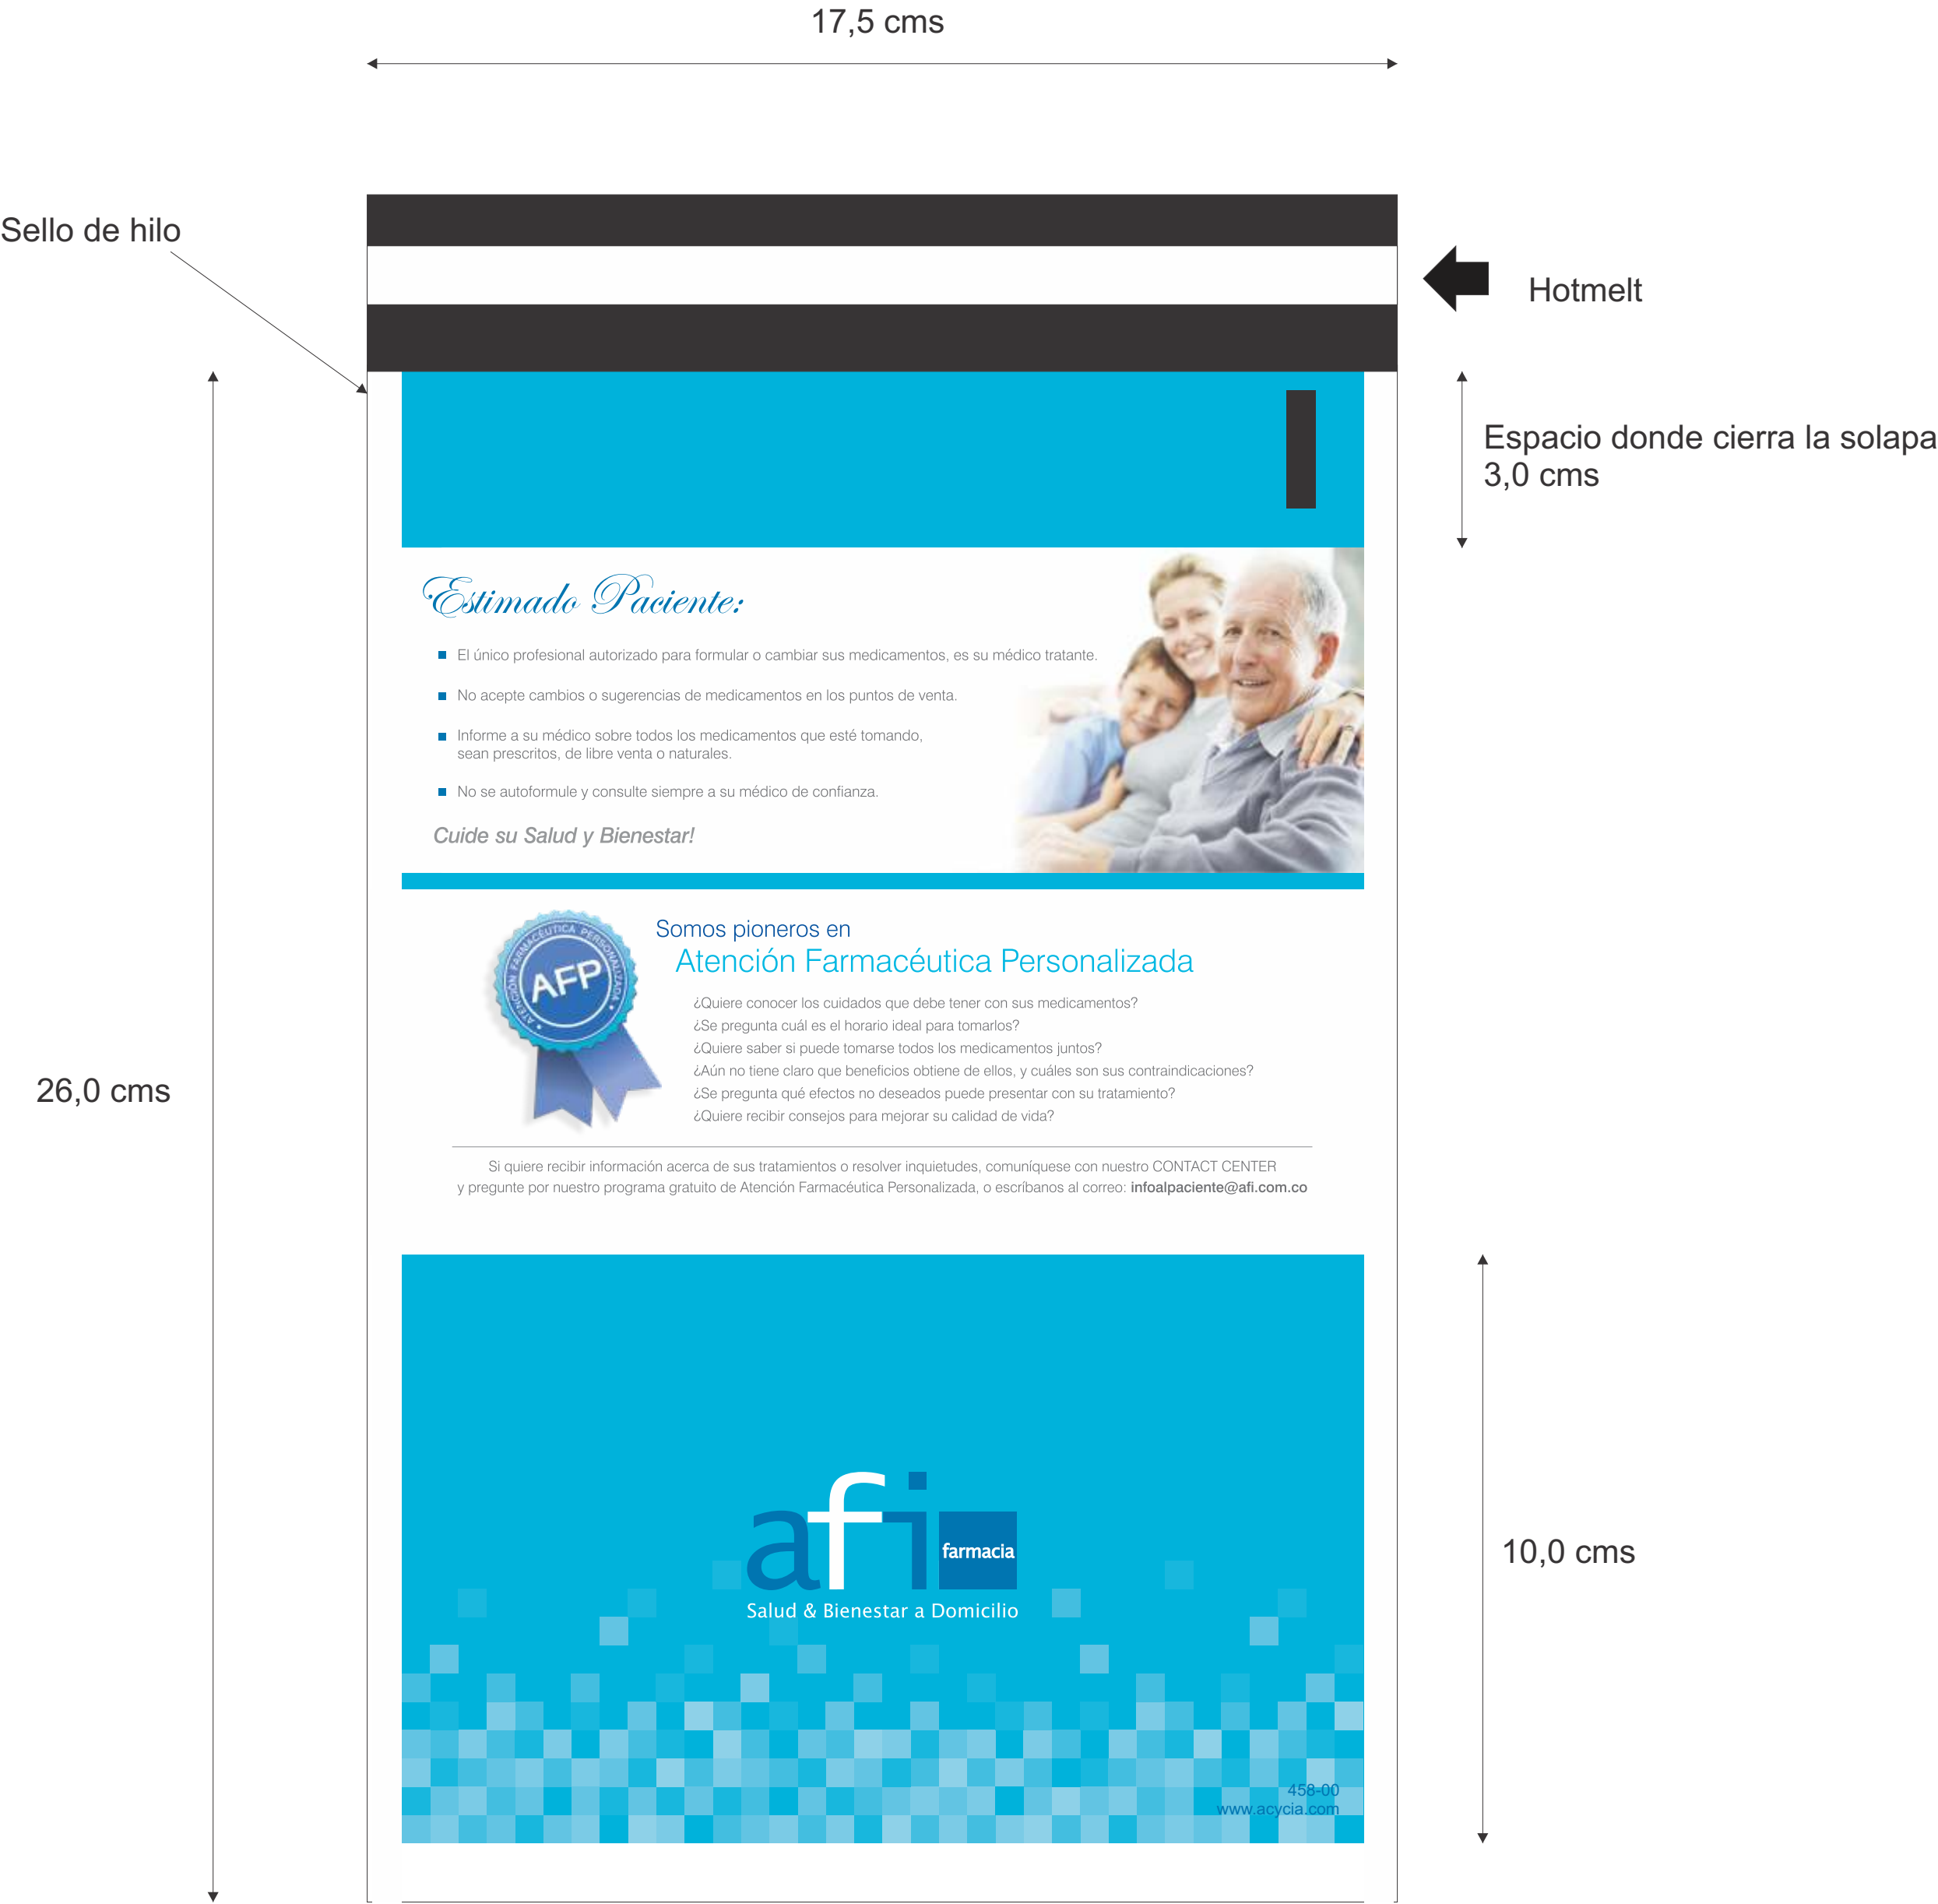 17,5 cms
Sello de hilo
Hotmelt
Espacio donde cierra la solapa
3,0 cms
Estimado Paciente:
El único profesional autorizado para formular o cambiar sus medicamentos, es su médico tratante.
No acepte cambios o sugerencias de medicamentos en los puntos de venta.
Informe a su médico sobre todos los medicamentos que esté tomando,
sean prescritos, de libre venta o naturales.
No se autoformule y consulte siempre a su médico de confianza.
Cuide su Salud y Bienestar!
ATENCIÓN FARMACÉUTICA PERSONALIZADA
AFP
Somos pioneros en
Atención Farmacéutica Personalizada
¿Quiere conocer los cuidados que debe tener con sus medicamentos?
¿Se pregunta cuál es el horario ideal para tomarlos?
¿Quiere saber si puede tomarse todos los medicamentos juntos?
¿Aún no tiene claro que beneficios obtiene de ellos, y cuáles son sus contraindicaciones?
¿Se pregunta qué efectos no deseados puede presentar con su tratamiento?
¿Quiere recibir consejos para mejorar su calidad de vida?
26,0 cms
Si quiere recibir información acerca de sus tratamientos o resolver inquietudes, comuníquese con nuestro CONTACT CENTER
y pregunte por nuestro programa gratuito de Atención Farmacéutica Personalizada, o escríbanos al correo: infoalpaciente@afi.com.co
afi farmacia
Salud & Bienestar a Domicilio
10,0 cms
458-00
www.acycia.com